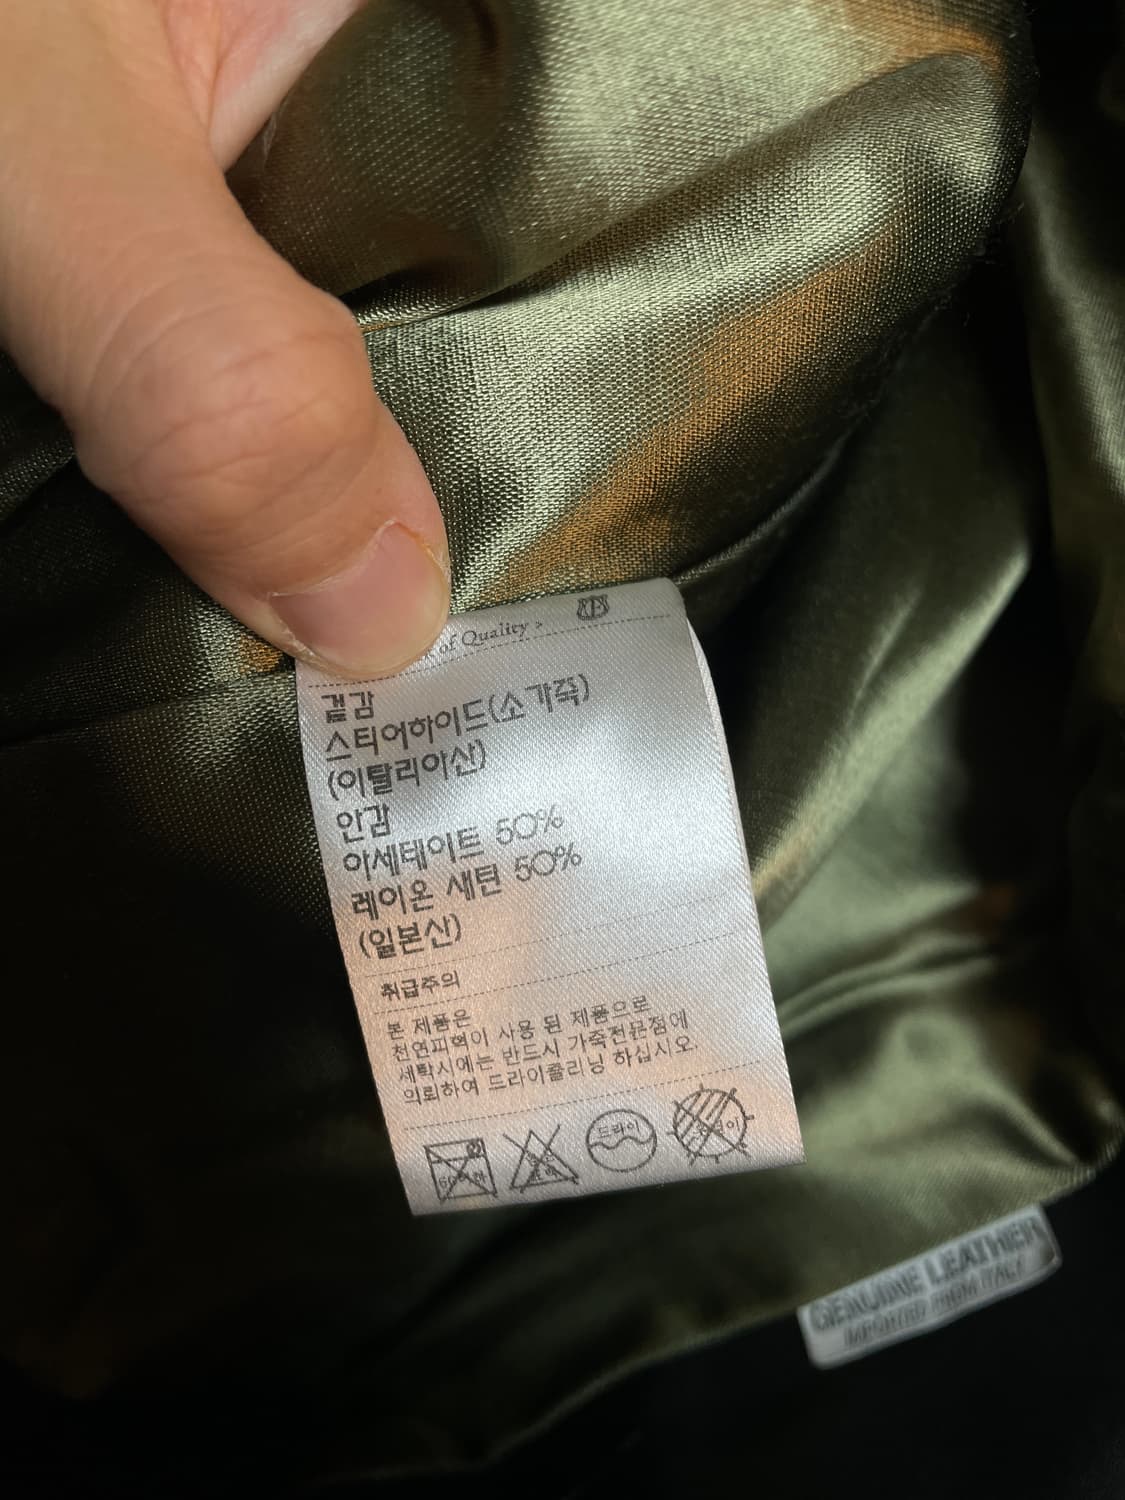 of Quality >
겉감
스티어하이드(소가죽)
(이탈리아산)
안감
아세테이트 50%
레이온 새틴 50%
(일본산)
취급주의
본 제품은
천연피혁이 사용 된 제품으로
세탁시에는 반드시 가죽전문점에
의뢰하여 드라이클리닝 하십시오.
드라이
GENUINE LEATHER
IMPORTED FROM ITALY